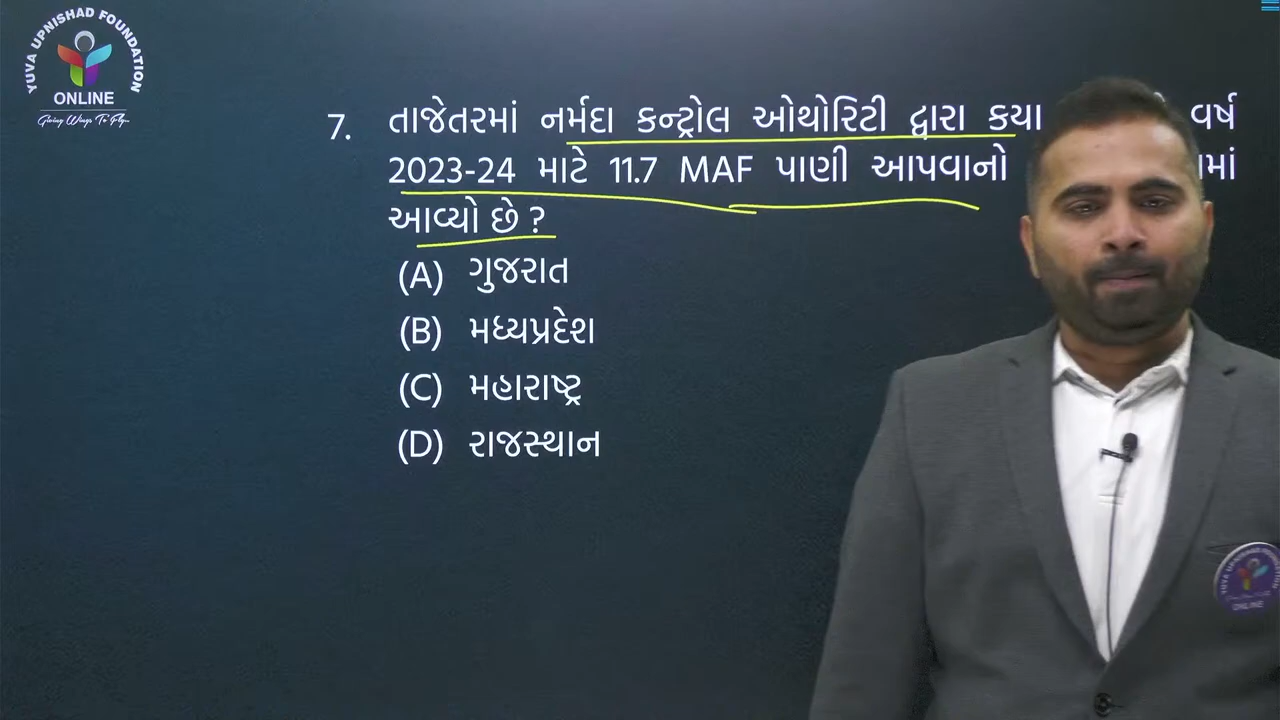 YUVA UPNISHAD FOUNDATION
ONLINE
Giving Wings To Fly...
7. તાજેતરમાં નર્મદા કન્ટ્રોલ ઓથોરિટી દ્વારા કયા વર્ષ
2023-24 માટે 11.7 MAF પાણી આપવાનો
આવ્યો છે ?
(A) ગુજરાત
(B) મધ્યપ્રદેશ
(C) મહારાષ્ટ્ર
(D) રાજસ્થાન
ONLINE